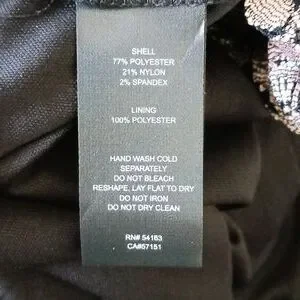 SHELL
77% POLYESTER
21% NYLON
2% SPANDEX
LINING
100% POLYESTER
HAND WASH COLD
SEPARATELY
DO NOT BLEACH
RESHAPE, LAY FLAT TO DRY
DO NOT IRON
DO NOT DRY CLEAN
RN# 54163
CA#57151